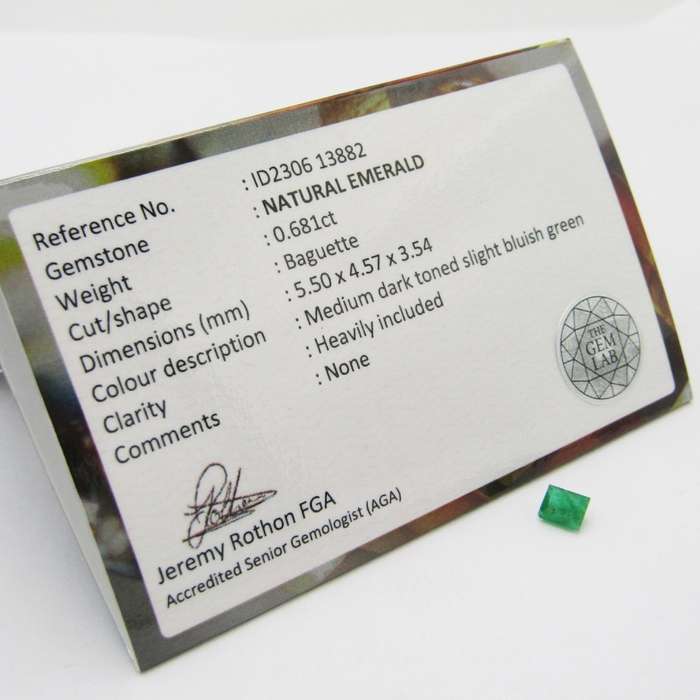 Reference No. : ID2306 13882
Gemstone : NATURAL EMERALD
Weight : 0.681ct
Cut/shape : Baguette
Dimensions (mm) : 5.50 x 4.57 x 3.54
Colour description : Medium dark toned slight bluish green
Clarity : Heavily included
Comments : None
THE
GEM
LAB
Rothon
Jeremy Rothon FGA
Accredited Senior Gemologist (AGA)